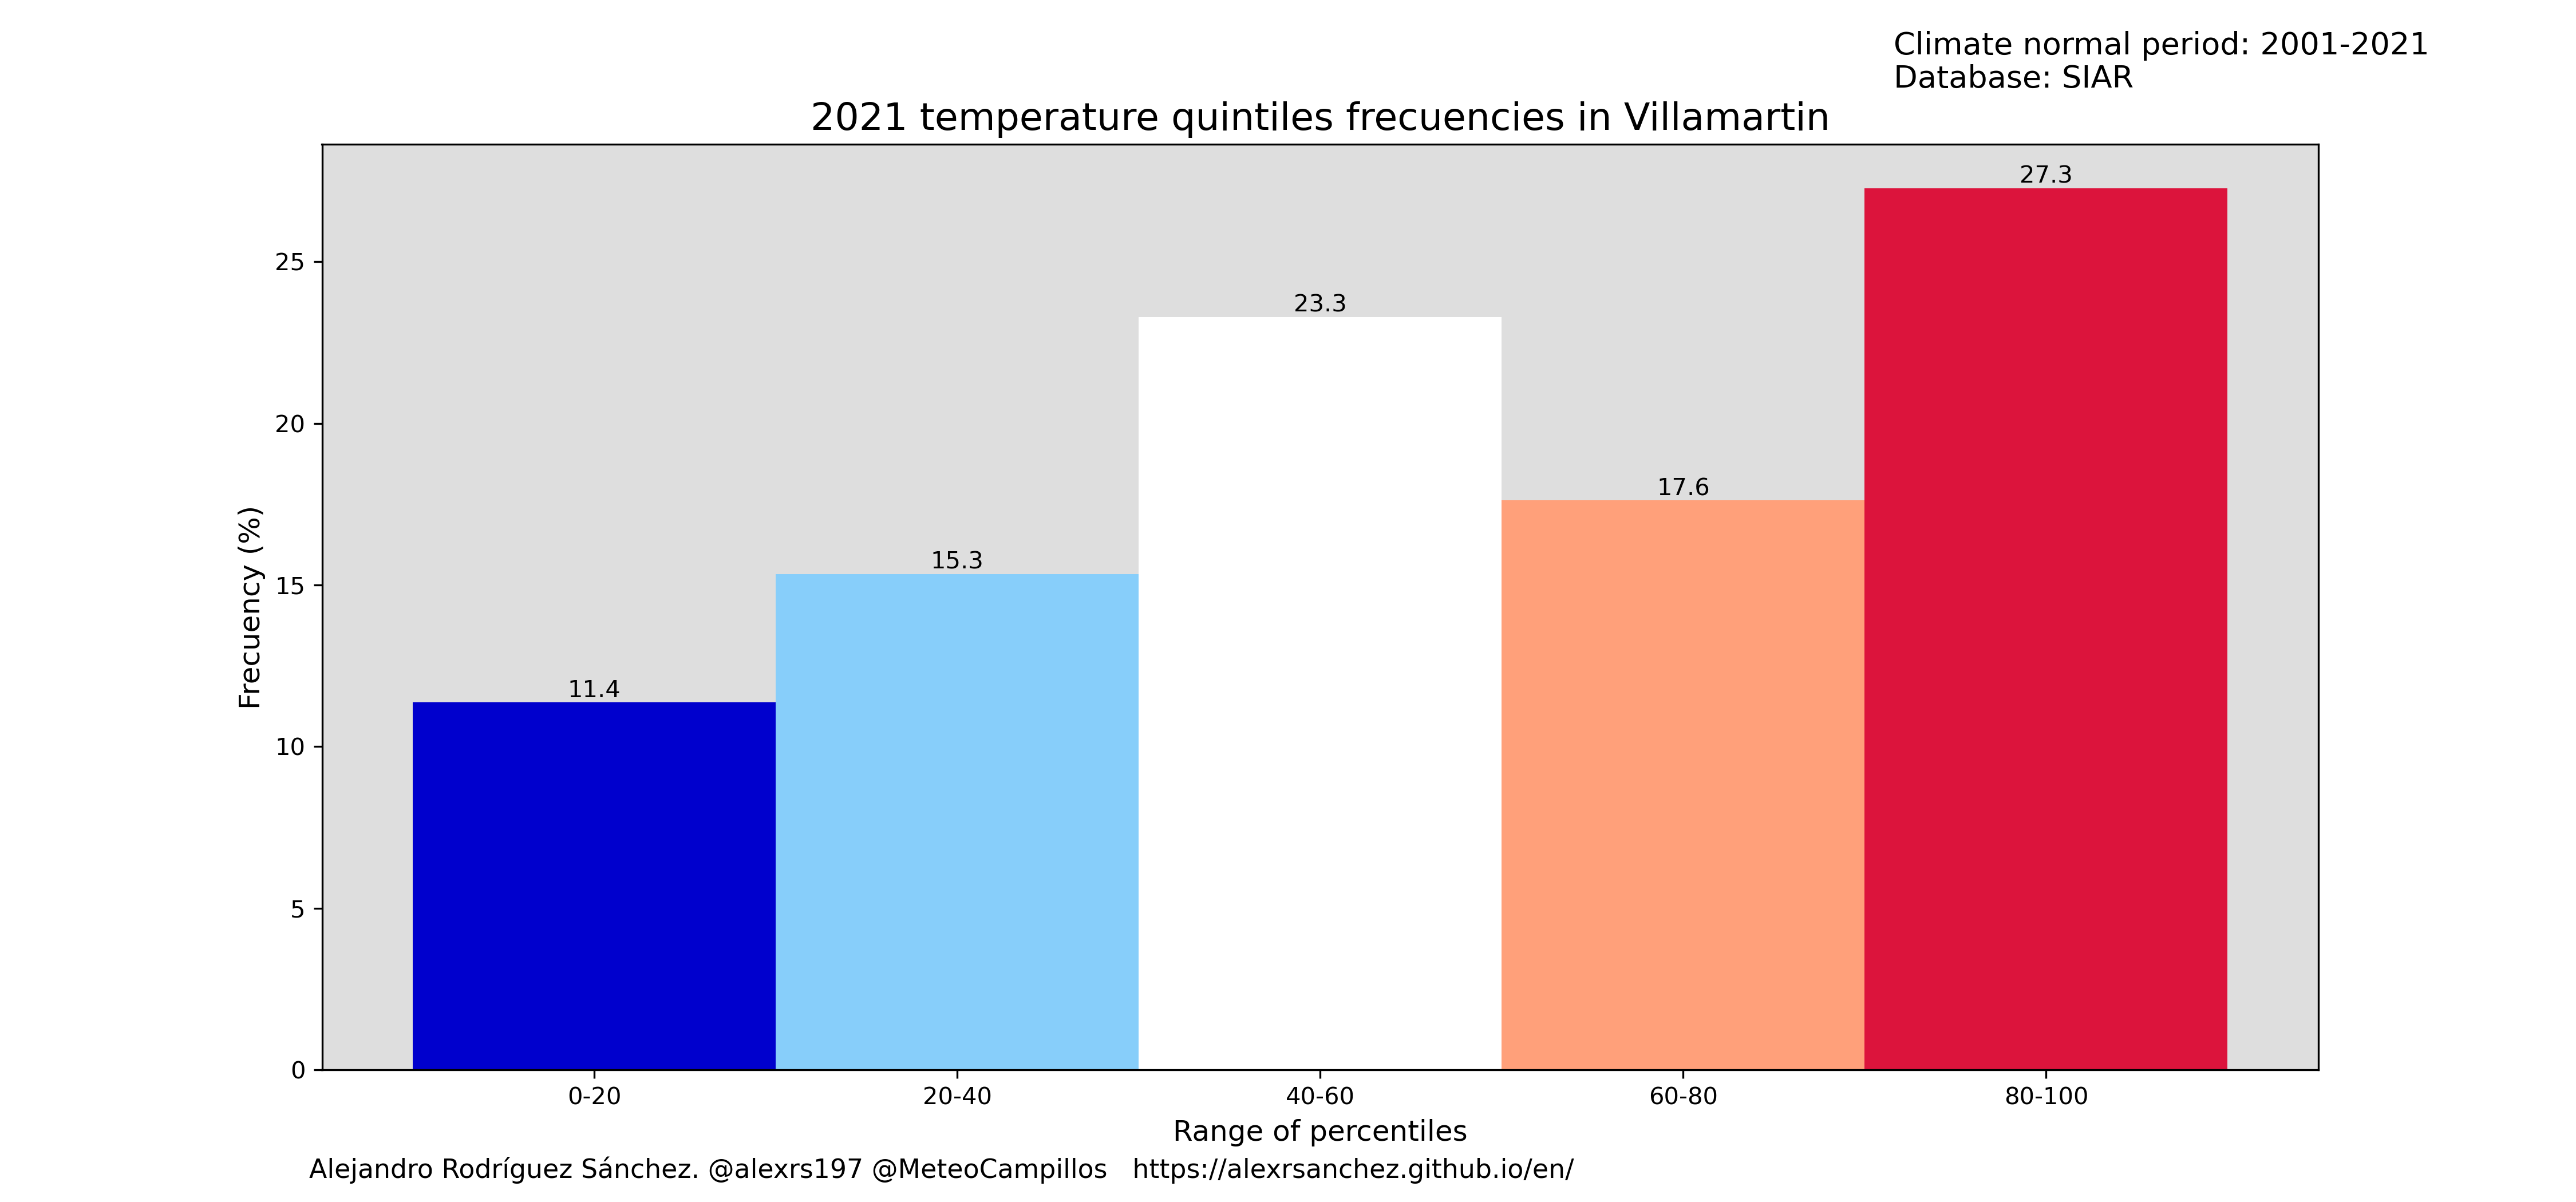 Climate normal period: 2001-2021
Database: SIAR
2021 temperature quintiles frecuencies in Villamartin
27.3
25
23.3
20
17.6
15.3
15
11.4
10
5
0
Frecuency (%)
0-20 20-40 40-60 60-80 80-100
Range of percentiles
Alejandro Rodríguez Sánchez. @alexrs197 @MeteoCampillos https://alexrsanchez.github.io/en/